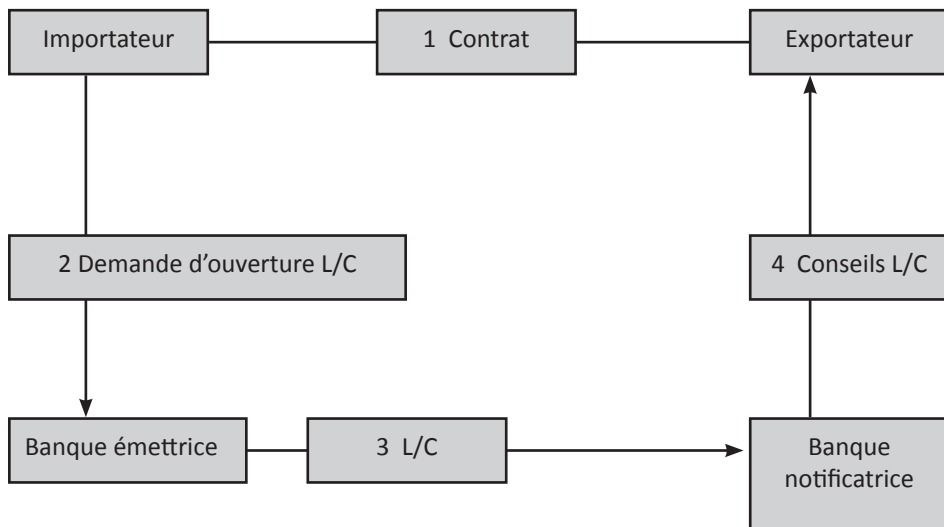 Importateur
1 Contrat
Exportateur
2 Demande d’ouverture L/C
4 Conseils L/C
Banque émettrice
3 L/C
Banque
notificatrice